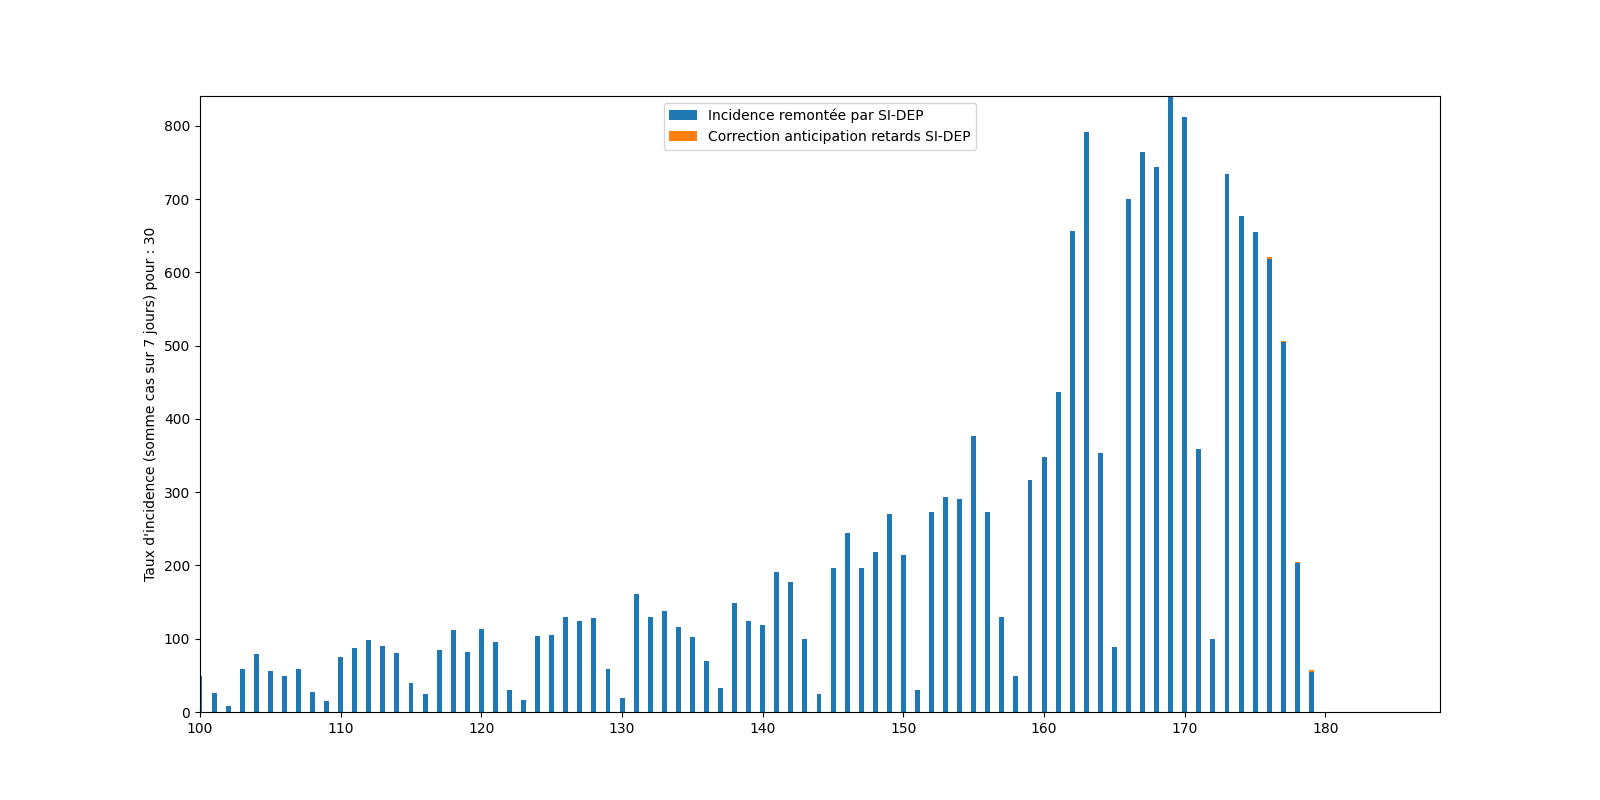 Incidence remontée par SI-DEP
Correction anticipation retards SI-DEP
Taux d'incidence (somme cas sur 7 jours) pour : 30
800
700
600
500
400
300
200
100
0
100 110 120 130 140 150 160 170 180